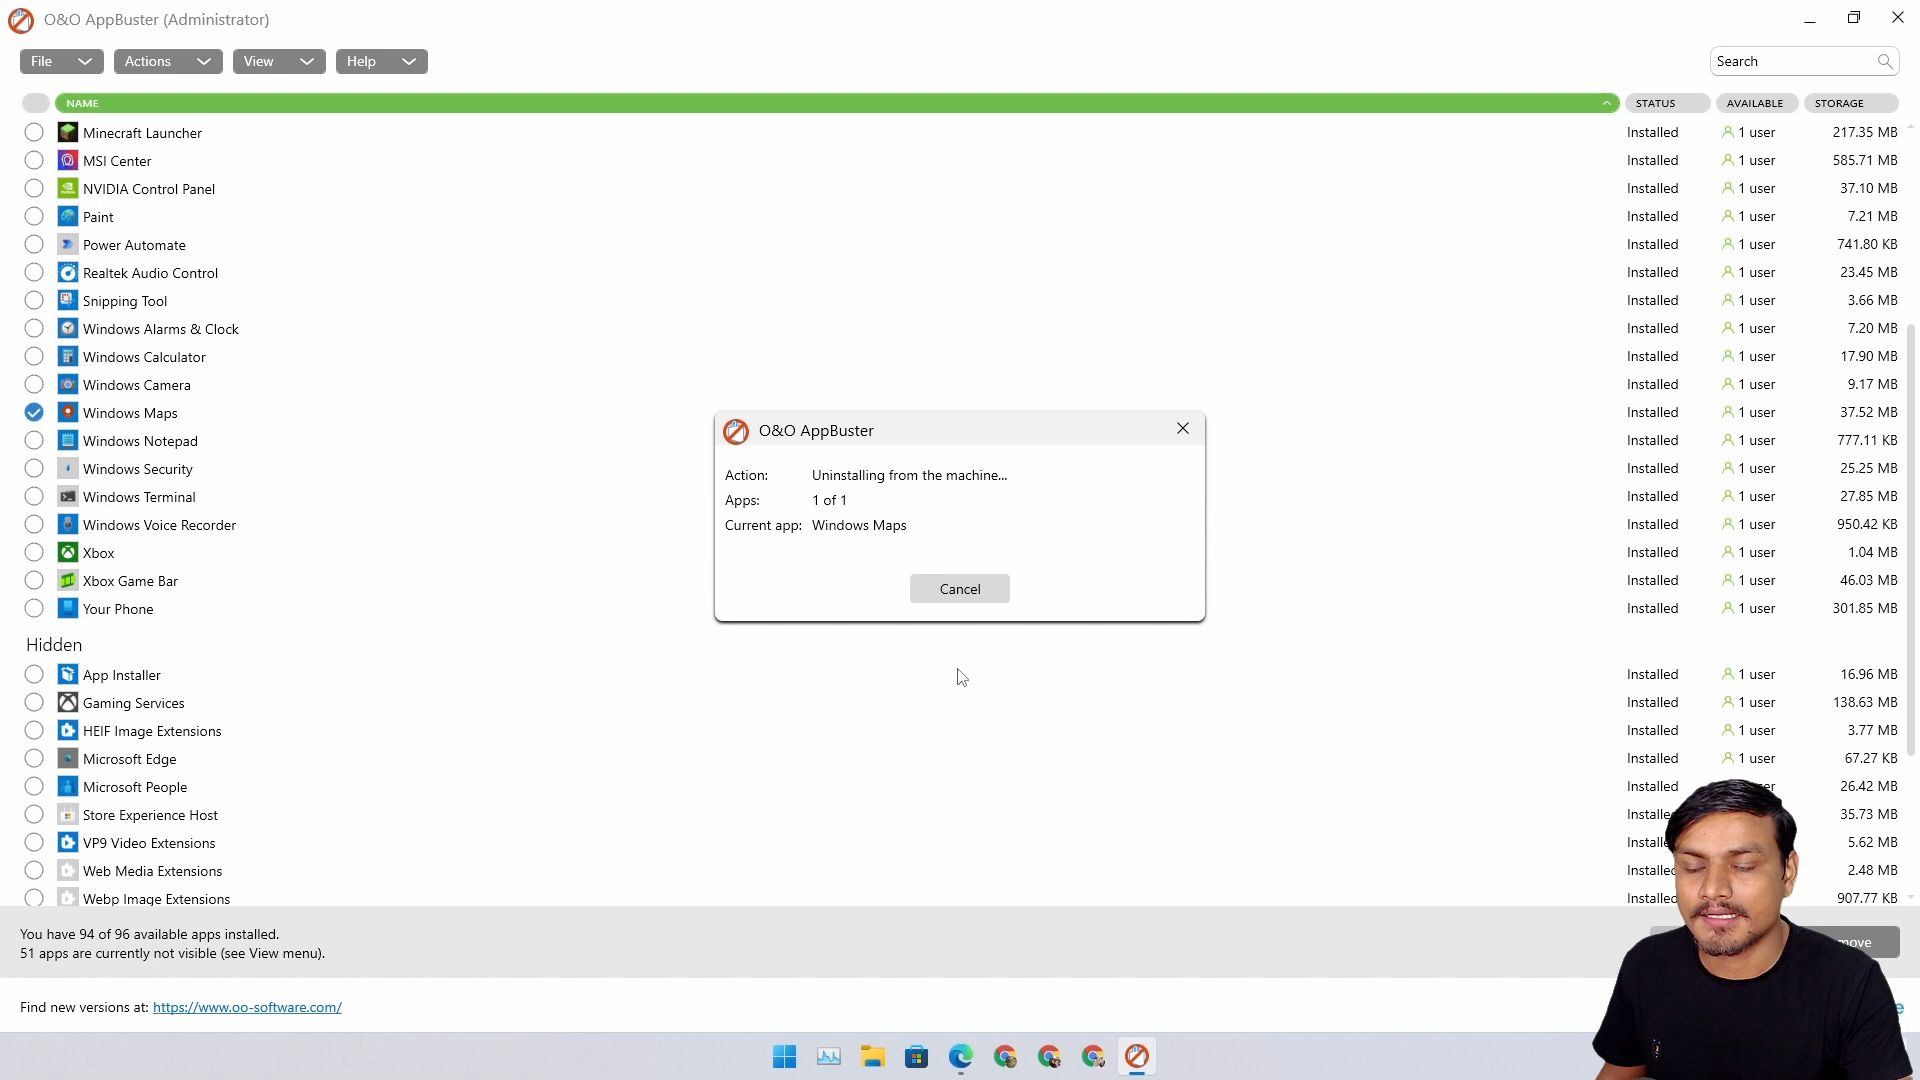 O&O AppBuster (Administrator)
File Actions View Help Search
NAME STATUS AVAILABLE STORAGE
Minecraft Launcher Installed 1 user 217.35 MB
MSI Center Installed 1 user 585.71 MB
NVIDIA Control Panel Installed 1 user 37.10 MB
Paint Installed 1 user 7.21 MB
Power Automate Installed 1 user 741.80 KB
Realtek Audio Control Installed 1 user 23.45 MB
Snipping Tool Installed 1 user 3.66 MB
Windows Alarms & Clock Installed 1 user 7.20 MB
Windows Calculator Installed 1 user 17.90 MB
Windows Camera Installed 1 user 9.17 MB
Windows Maps Installed 1 user 37.52 MB
Windows Notepad Installed 1 user 777.11 KB
Windows Security Installed 1 user 25.25 MB
Windows Terminal Installed 1 user 27.85 MB
Windows Voice Recorder Installed 1 user 950.42 KB
Xbox Installed 1 user 1.04 MB
Xbox Game Bar Installed 1 user 46.03 MB
Your Phone Installed 1 user 301.85 MB
O&O AppBuster
Action: Uninstalling from the machine...
Apps: 1 of 1
Current app: Windows Maps
Cancel
Hidden
App Installer Installed 1 user 16.96 MB
Gaming Services Installed 1 user 138.63 MB
HEIF Image Extensions Installed 1 user 3.77 MB
Microsoft Edge Installed 1 user 67.27 KB
Microsoft People Installed 26.42 MB
Store Experience Host 35.73 MB
VP9 Video Extensions 5.62 MB
Web Media Extensions 2.48 MB
Webp Image Extensions 907.77 KB
You have 94 of 96 available apps installed.
51 apps are currently not visible (see View menu).
Find new versions at: https://www.oo-software.com/